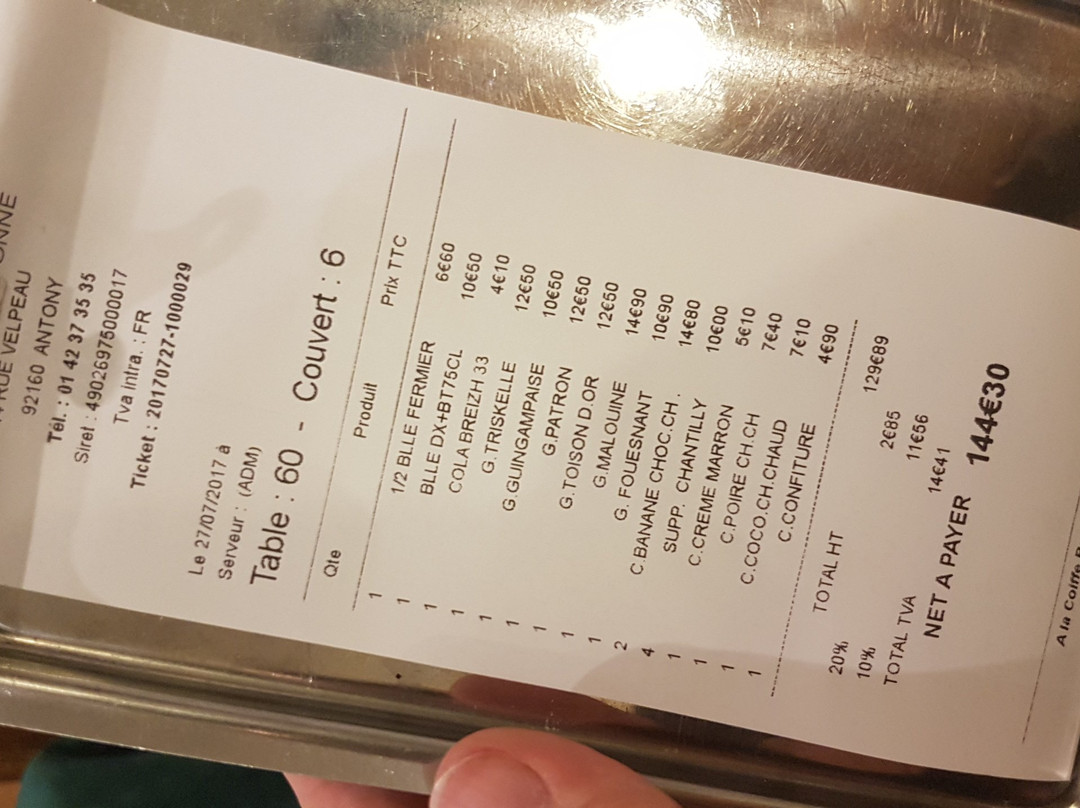 RUE VELPEAU
92160 ANTONY
Tél. : 01 42 37 35 35
Siret : 49026975000017
Tva intra. : FR
Ticket : 20170727-1000029
Le 27/07/2017 à
Serveur : (ADM)
Table : 60 - Couvert : 6
Qte Produit Prix TTC
1 1/2 BLLE FERMIER 6€60
1 BLLE DX+BT75CL 10€50
1 COLA BREIZH 33 4€10
1 G.TRISKELLE 12€50
1 G.GUINGAMPAISE 10€50
1 G.PATRON 12€50
1 G.TOISON D.OR 12€50
1 G.MALOUINE 14€90
1 G. FOUESNANT 10€90
2 C.BANANE CHOC.CH . 14€80
4 SUPP. CHANTILLY 10€00
1 C.CREME MARRON 5€10
1 C.POIRE CH.CH 7€40
1 C.COCO.CH.CHAUD 7€10
1 C.CONFITURE 4€90
TOTAL HT 129€89
20% 2€85
10% 11€56
TOTAL TVA 14€41
NET A PAYER 144€30
A la Coiffe